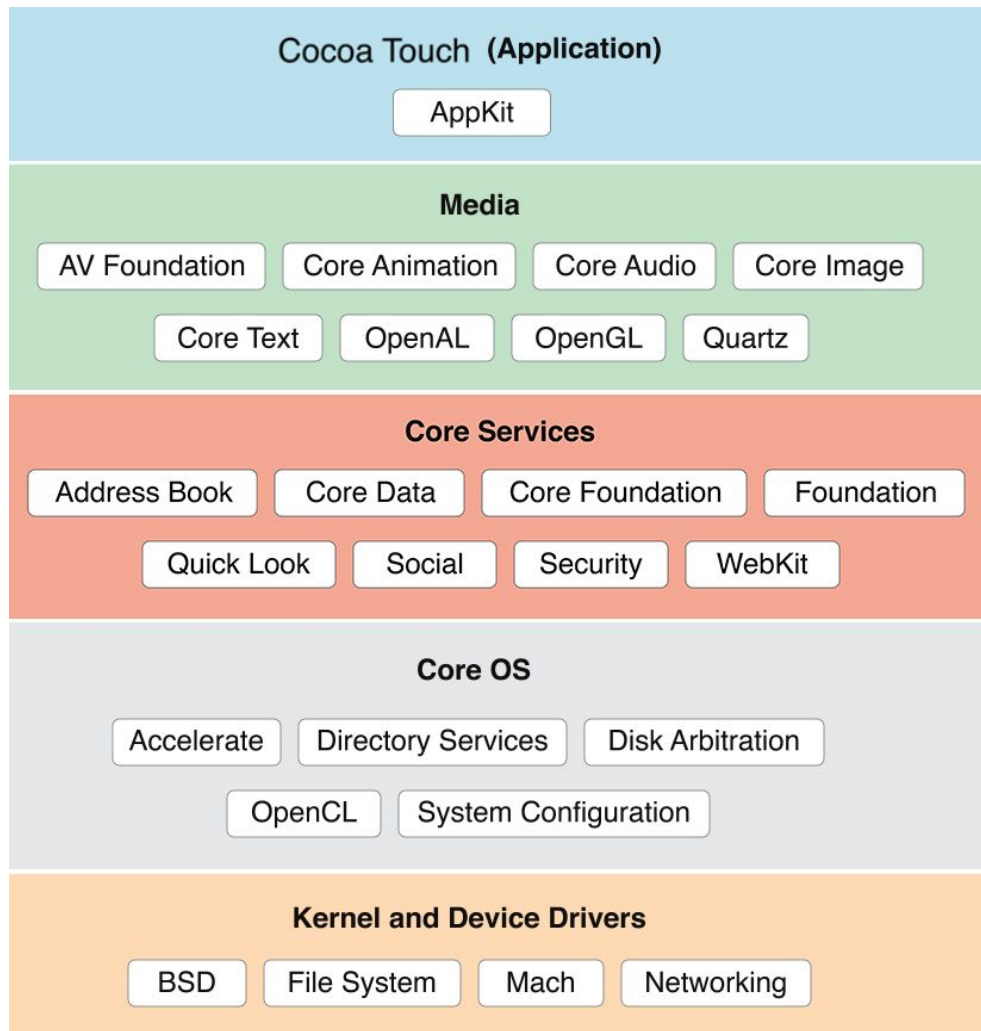 Cocoa Touch (Application)
AppKit
Media
AV Foundation Core Animation Core Audio Core Image
Core Text OpenAL OpenGL Quartz
Core Services
Address Book Core Data Core Foundation Foundation
Quick Look Social Security WebKit
Core OS
Accelerate Directory Services Disk Arbitration
OpenCL System Configuration
Kernel and Device Drivers
BSD File System Mach Networking